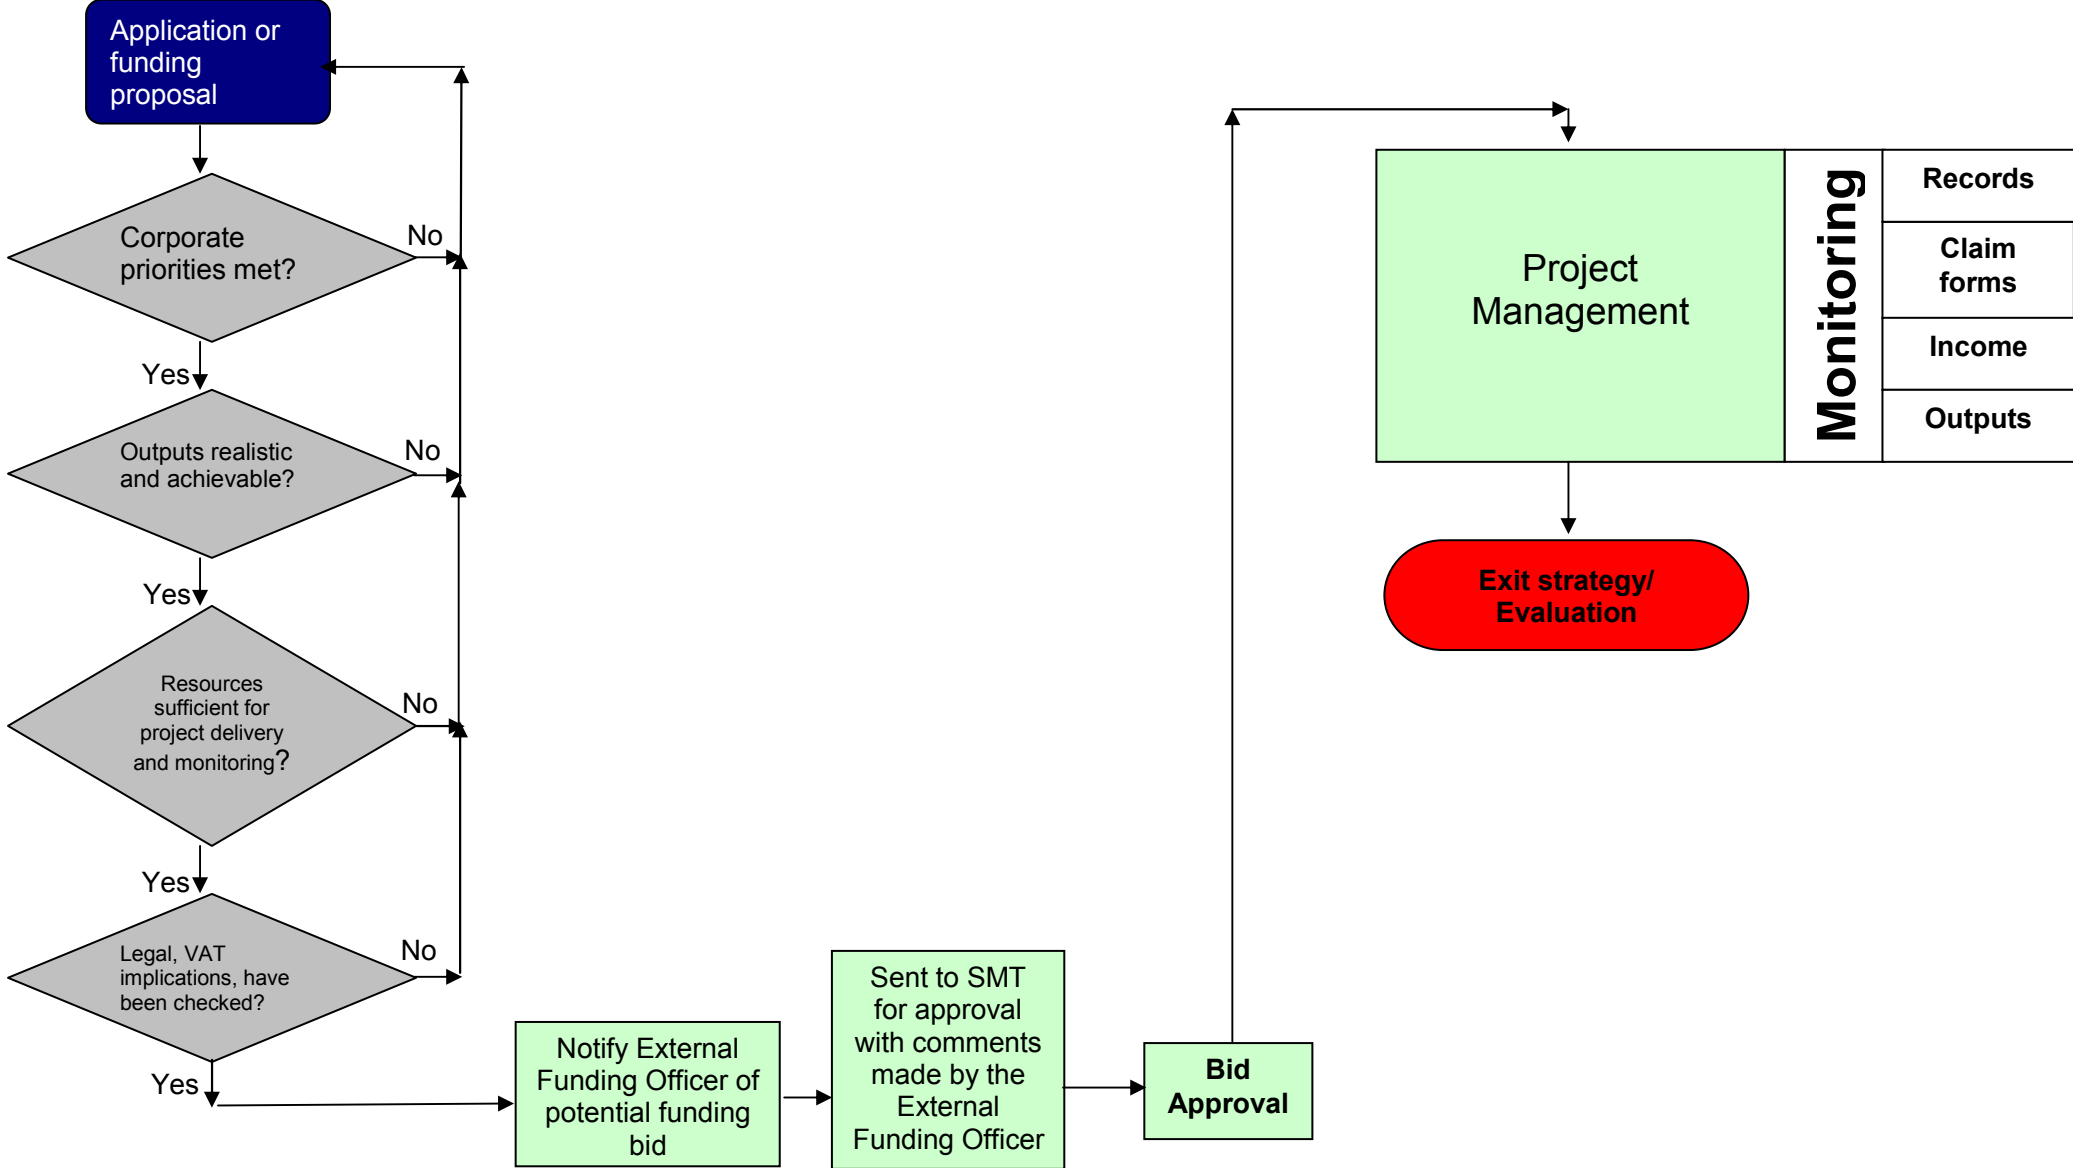 Application or
funding
proposal
Corporate
priorities met?
No
Yes
Outputs realistic
and achievable?
No
Yes
Resources
sufficient for
project delivery
and monitoring?
No
Yes
Legal, VAT
implications, have
been checked?
No
Yes
Notify External
Funding Officer of
potential funding
bid
Sent to SMT
for approval
with comments
made by the
External
Funding Officer
Bid
Approval
Project
Management
Monitoring
Records
Claim
forms
Income
Outputs
Exit strategy/
Evaluation